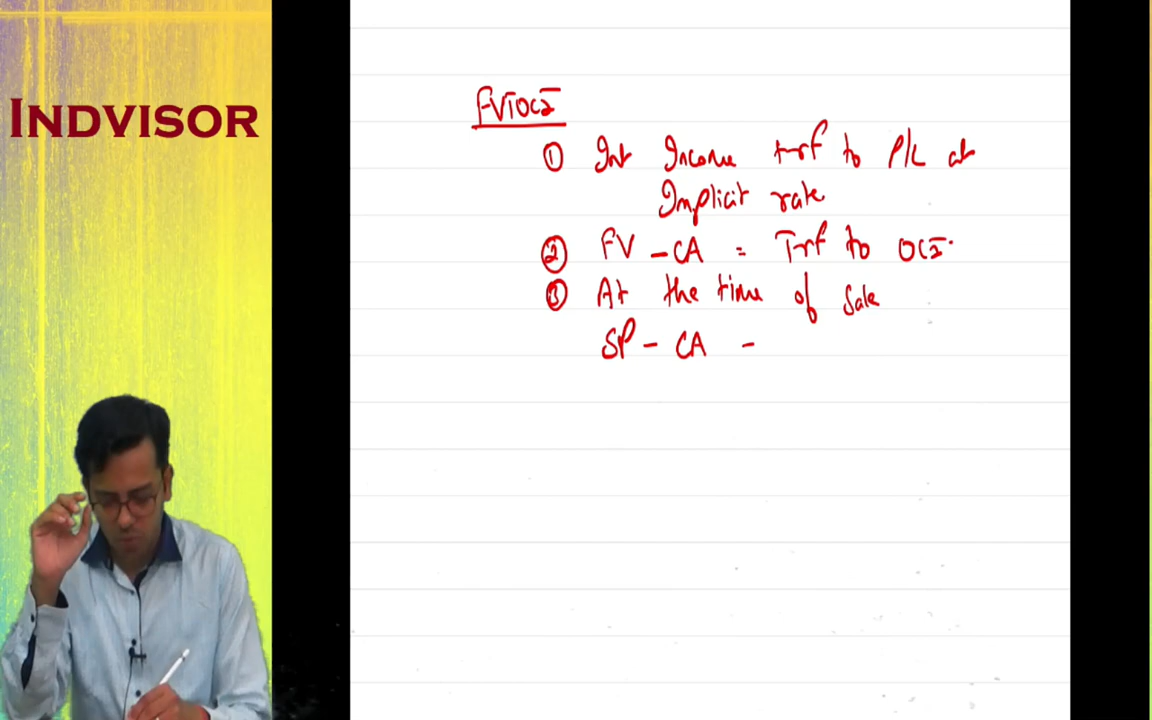 INDVISOR
FVTOCI
① Int Income trf to P/L at
Implicit rate
② FV - CA = Trf to OCI.
③ At the time of Sale
SP - CA -